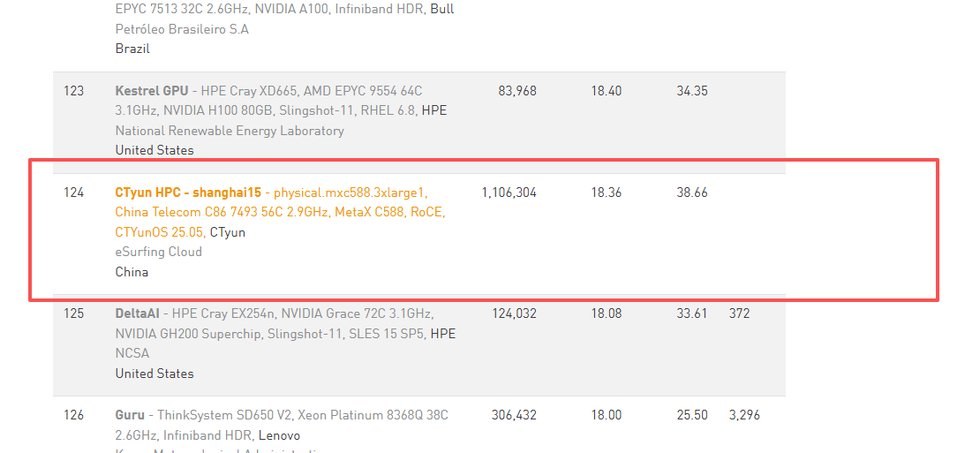 EPYC 7513 32C 2.6GHz, NVIDIA A100, Infiniband HDR, Bull
Petróleo Brasileiro S.A
Brazil
123 Kestrel GPU - HPE Cray XD665, AMD EPYC 9554 64C 83,968 18.40 34.35
3.1GHz, NVIDIA H100 80GB, Slingshot-11, RHEL 6.8, HPE
National Renewable Energy Laboratory
United States
124 CTyun HPC - shanghai15 - physical.mxc588.3xlarge1, 1,106,304 18.36 38.66
China Telecom C86 7493 56C 2.9GHz, MetaX C588, RoCE,
CTYunOS 25.05, CTyun
eSurfing Cloud
China
125 DeltaAI - HPE Cray EX254n, NVIDIA Grace 72C 3.1GHz, 124,032 18.08 33.61 372
NVIDIA GH200 Superchip, Slingshot-11, SLES 15 SP5, HPE
NCSA
United States
126 Guru - ThinkSystem SD650 V2, Xeon Platinum 8368Q 38C 306,432 18.00 25.50 3,296
2.6GHz, Infiniband HDR, Lenovo